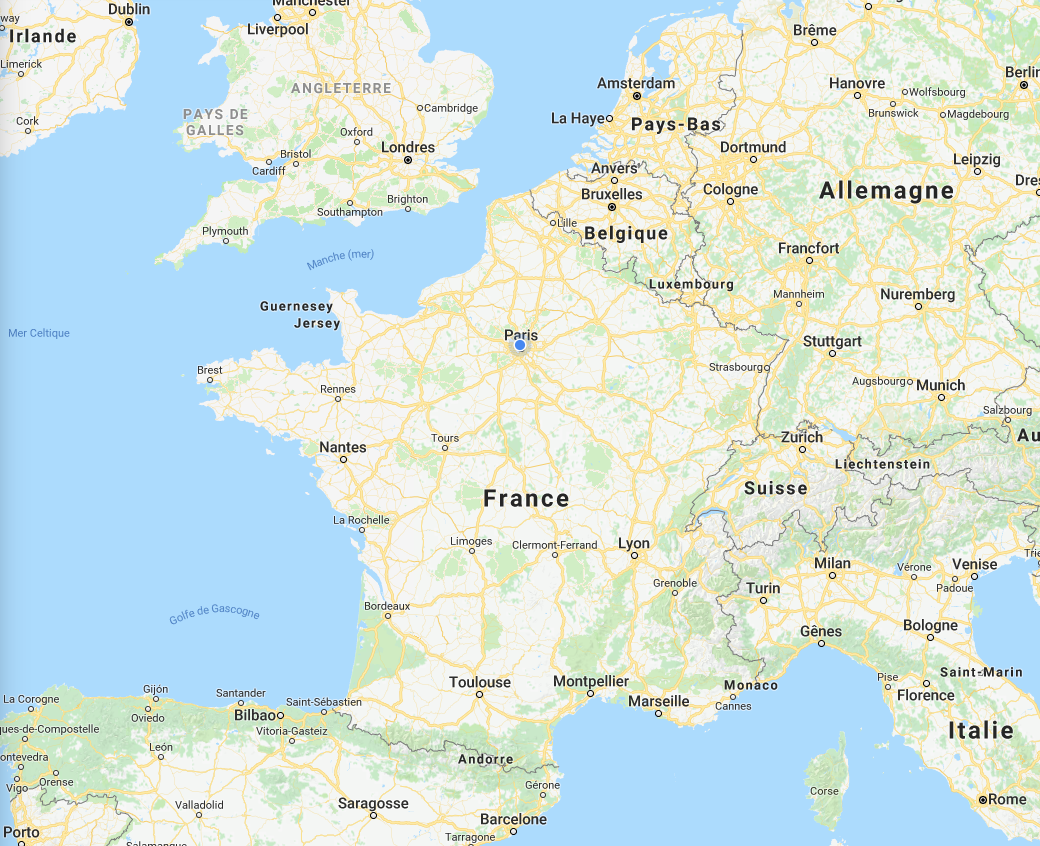 Manchester
Dublin
way
Irlande
Liverpool
Limerick
Cork
ANGLETERRE
PAYS DE
GALLES
Cambridge
Oxford
Londres
Bristol
Cardiff
Brighton
Southampton
Plymouth
Manche (mer)
Guernesey
Jersey
Mer Celtique
Brême
Amsterdam
Hanovre
Wolfsbourg
Berlin
La Haye
Pays-Bas
Brunswick
Magdebourg
Dortmund
Leipzig
Anvers
Bruxelles
Cologne
Allemagne
Dres
Lille
Belgique
Francfort
Luxembourg
Mannheim
Nuremberg
Paris
Stuttgart
Strasbourg
Augsbourg
Munich
Brest
Rennes
Salzbourg
Au
Nantes
Tours
Zurich
Liechtenstein
Suisse
France
La Rochelle
Limoges
Clermont-Ferrand
Lyon
Milan
Vérone
Venise
Trie
Padoue
Grenoble
Turin
Bordeaux
Golfe de Gascogne
Gênes
Bologne
Toulouse
Montpellier
Marseille
Monaco
Cannes
Pise
Florence
Saint-Marin
Italie
La Corogne
Gijón
Santander
Saint-Sébastien
Oviedo
Bilbao
ques-de-Compostelle
Vitoria-Gasteiz
León
ontevedra
Andorre
Vigo
Orense
Gérone
Corse
Valladolid
Saragosse
Rome
Barcelone
Porto
Tarragone
Salamanque